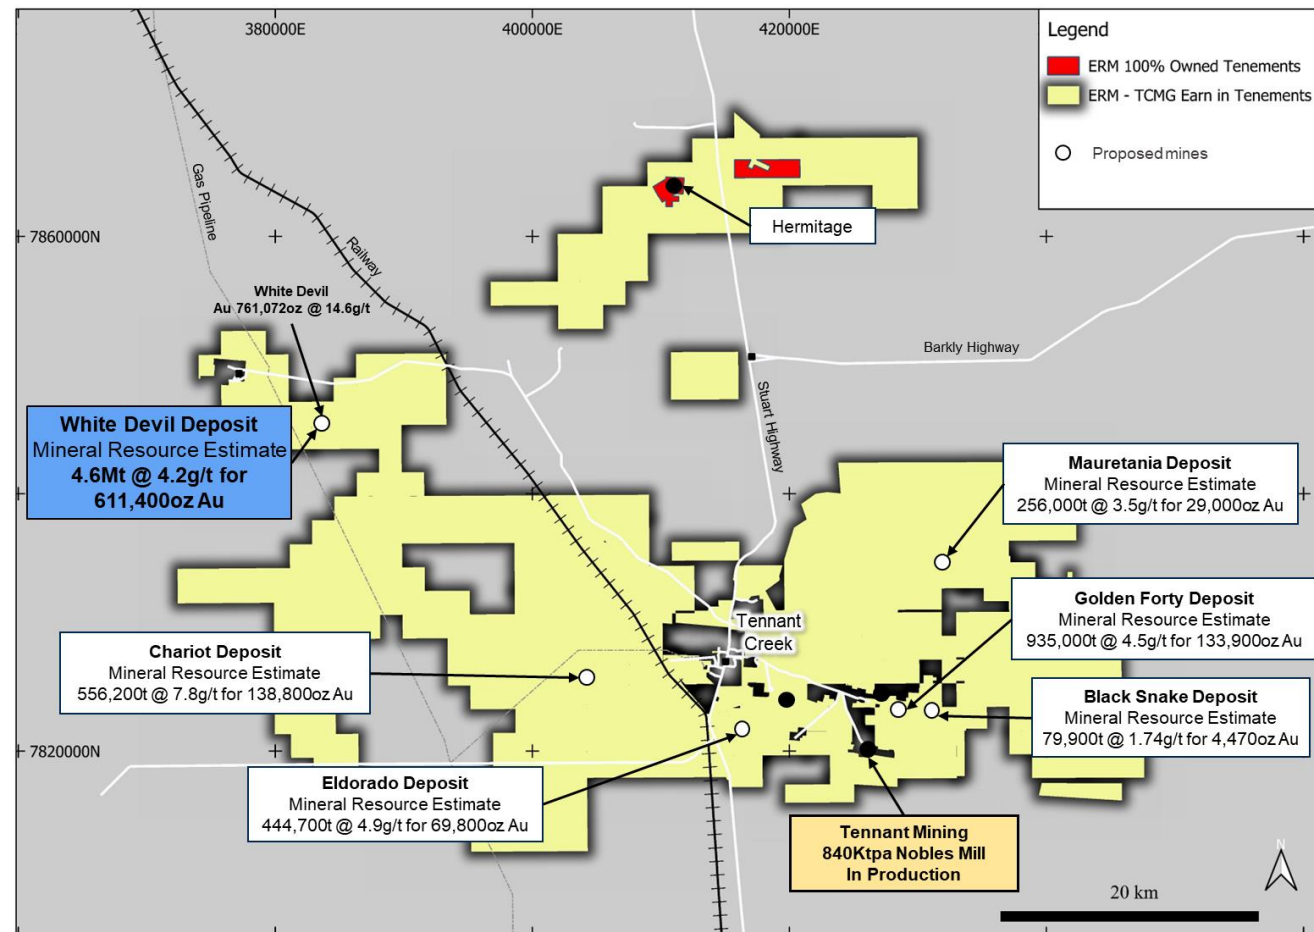 380000E
400000E
420000E
Legend
ERM 100% Owned Tenements
ERM - TCMG Earn in Tenements
Proposed mines
Gas Pipeline
Railway
Hermitage
7860000N
White Devil
Au 761,072oz @ 14.6g/t
Barkly Highway
Stuart Highway
White Devil Deposit
Mineral Resource Estimate
4.6Mt @ 4.2g/t for
611,400oz Au
Mauretania Deposit
Mineral Resource Estimate
256,000t @ 3.5g/t for 29,000oz Au
Golden Forty Deposit
Mineral Resource Estimate
935,000t @ 4.5g/t for 133,900oz Au
Tennant
Creek
Chariot Deposit
Mineral Resource Estimate
556,200t @ 7.8g/t for 138,800oz Au
Black Snake Deposit
Mineral Resource Estimate
79,900t @ 1.74g/t for 4,470oz Au
7820000N
Eldorado Deposit
Mineral Resource Estimate
444,700t @ 4.9g/t for 69,800oz Au
Tennant Mining
840Ktpa Nobles Mill
In Production
N
20 km